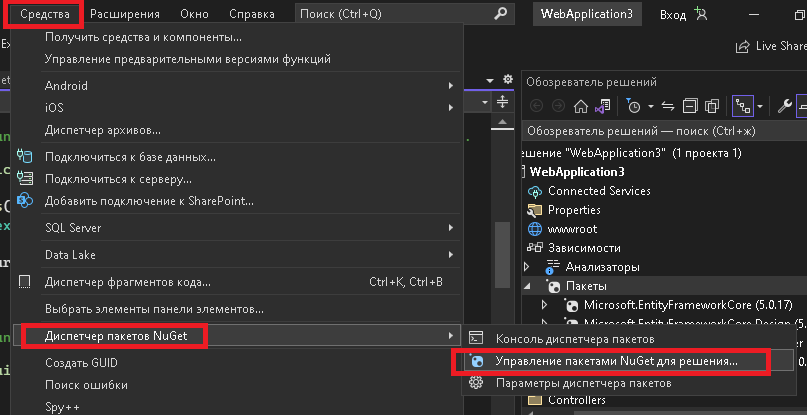 Средства Расширения Окно Справка Поиск (Ctrl+Q) WebApplication3 Вход
Live Share
Получить средства и компоненты...
Управление предварительными версиями функций
Android
iOS
Диспетчер архивов...
Подключиться к базе данных...
Подключиться к серверу...
Добавить подключение к SharePoint...
SQL Server
Data Lake
Диспетчер фрагментов кода... Ctrl+K, Ctrl+B
Выбрать элементы панели элементов...
Диспетчер пакетов NuGet
Создать GUID
Поиск ошибки
Spy++
Консоль диспетчера пакетов
Управление пакетами NuGet для решения...
Параметры диспетчера пакетов
Обозреватель решений
Обозреватель решений — поиск (Ctrl+ж)
ешение "WebApplication3" (1 проекта 1)
WebApplication3
Connected Services
Properties
wwwroot
Зависимости
Анализаторы
Пакеты
Microsoft.EntityFrameworkCore (5.0.17)
Microsoft.EntityFrameworkCore.Design (5.0
Controllers